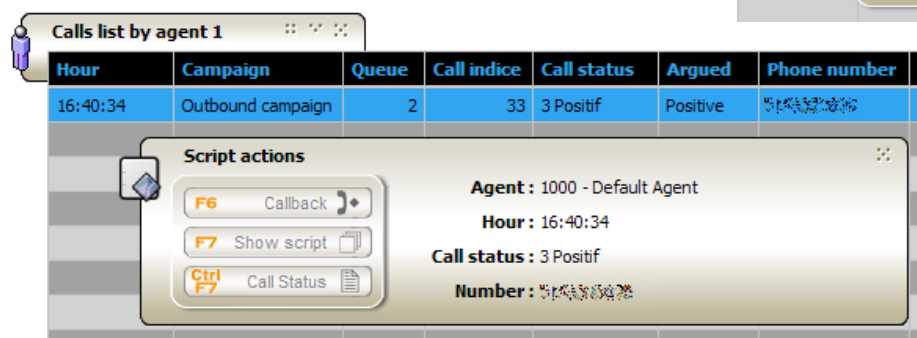 Calls list by agent 1
Hour Campaign Queue Call indice Call status Argued Phone number
16:40:34 Outbound campaign 2 33 3 Positif Positive
Script actions
F6 Callback
F7 Show script
Ctrl F7 Call Status
Agent : 1000 - Default Agent
Hour : 16:40:34
Call status : 3 Positif
Number :